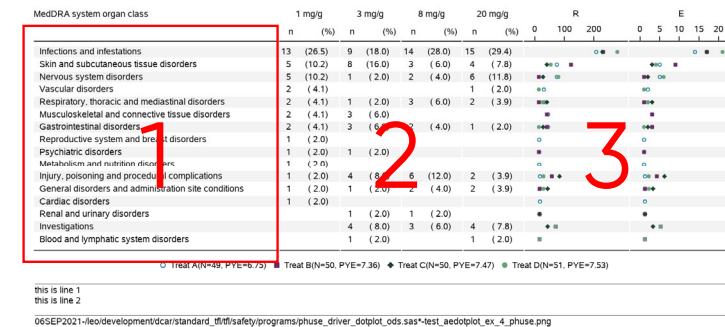 MedDRA system organ class 1 mg/g 3 mg/g 8 mg/g 20 mg/g R E
n (%) n (%) n (%) n (%) 0 100 200 0 5 10 15 20
Infections and infestations 13 (26.5) 9 (18.0) 14 (28.0) 15 (29.4)
Skin and subcutaneous tissue disorders 5 (10.2) 8 (16.0) 3 (6.0) 4 (7.8)
Nervous system disorders 5 (10.2) 1 (2.0) 2 (4.0) 6 (11.8)
Vascular disorders 2 (4.1) 1 (2.0)
Respiratory, thoracic and mediastinal disorders 2 (4.1) 1 (2.0) 3 (6.0) 2 (3.9)
Musculoskeletal and connective tissue disorders 2 (4.1) 3 (6.0)
Gastrointestinal disorders 2 (4.1) 3 2 (4.0) 1 (2.0)
Reproductive system and breast disorders 1 (2.0)
Psychiatric disorders 1 (2.0) 1 (2.0)
Metabolism and nutrition disorders 1 (2.0)
Injury, poisoning and procedural complications 1 (2.0) 4 6 (12.0) 2 (3.9)
General disorders and administration site conditions 1 (2.0) 1 (2.0) 2 (4.0) 2 (3.9)
Cardiac disorders 1 (2.0)
Renal and urinary disorders 1 (2.0) 1 (2.0)
Investigations 4 (8.0) 3 (6.0) 4 (7.8)
Blood and lymphatic system disorders 1 (2.0) 1 (2.0)
1 2 3
Treat A(N=49, PYE=6.75) Treat B(N=50, PYE=7.36) Treat C(N=50, PYE=7.47) Treat D(N=51, PYE=7.53)
this is line 1
this is line 2
06SEP2021-/leo/development/dcar/standard_tfl/tfl/safety/programs/phuse_driver_dotplot_ods.sas*-test_aedotplot_ex_4_phuse.png